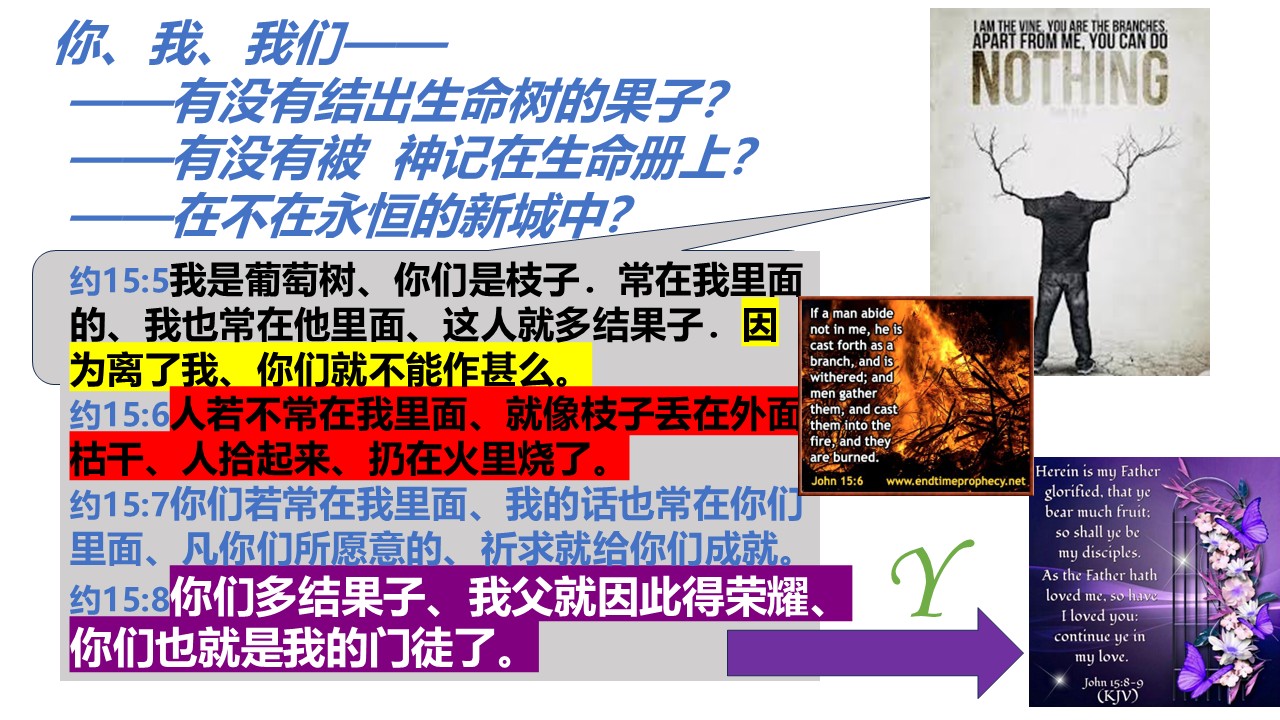 你、我、我们——
——有没有结出生命树的果子？
——有没有被  神记在生命册上？
——在不在永恒的新城中？
约15:5我是葡萄树、你们是枝子．常在我里面
的、我也常在他里面、这人就多结果子．因
为离了我、你们就不能作甚么。
约15:6人若不常在我里面、就像枝子丢在外面
枯干、人拾起来、扔在火里烧了。
约15:7你们若常在我里面、我的话也常在你们
里面、凡你们所愿意的、祈求就给你们成就。
约15:8你们多结果子、我父就因此得荣耀、
你们也就是我的门徒了。
I AM THE VINE, YOU ARE THE BRANCHES.
APART FROM ME, YOU CAN DO
NOTHING
If a man abide
not in me, he is
cast forth as a
branch, and is
withered; and
men gather
them, and cast
them into the
fire, and they
are burned.
John 15:6 www.endtimeprophecy.net
Y
Herein is my Father
glorified, that ye
bear much fruit;
so shall ye be
my disciples.
As the Father hath
loved me, so have
I loved you:
continue ye in
my love.
John 15:8-9
(KJV)